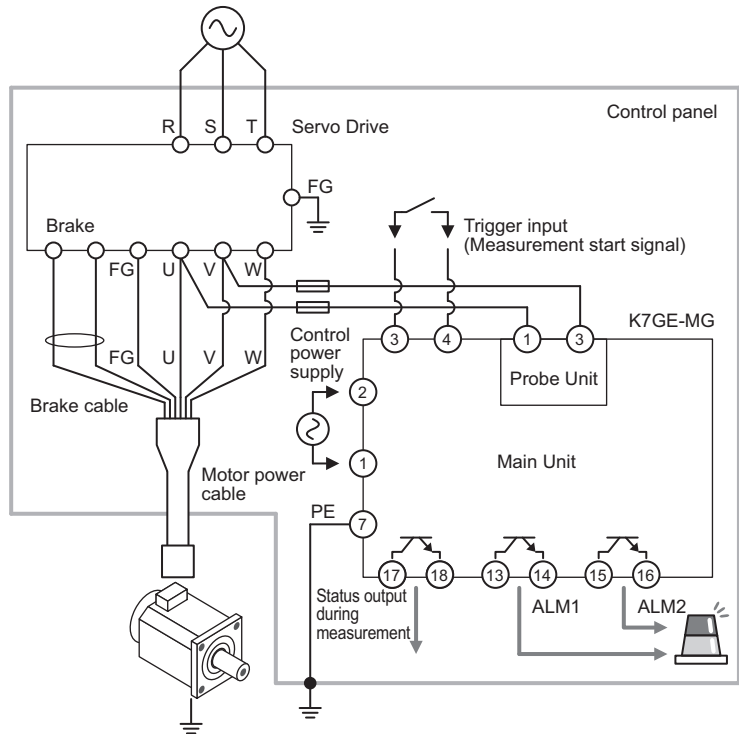 Control panel
R S T Servo Drive
FG
Brake
Trigger input
(Measurement start signal)
FG U V W
K7GE-MG
3 4 1 3
Control
power
supply
Probe Unit
FG U V W
2
Brake cable
Main Unit
1
Motor power
cable
PE 7
17 18 13 14 15 16
Status output
during
measurement
ALM1 ALM2